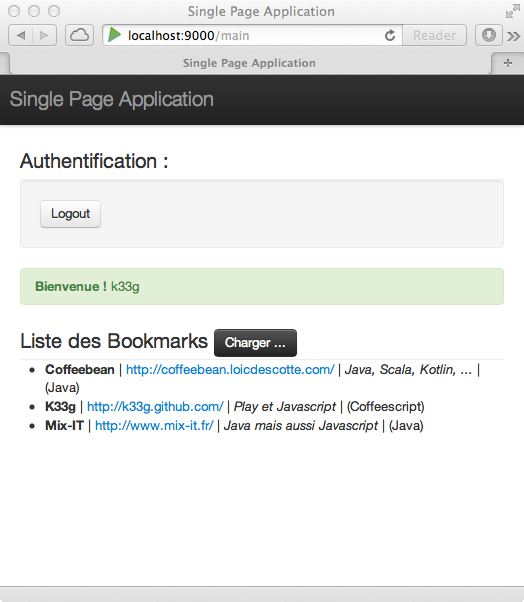 Single Page Application
localhost:9000/main
Reader
Single Page Application
Single Page Application
Authentification :
Logout
Bienvenue ! k33g
Liste des Bookmarks Charger ...
Coffeebean | http://coffeebean.loicdescotte.com/ | Java, Scala, Kotlin, ... |
(Java)
K33g | http://k33g.github.com/ | Play et Javascript | (Coffeescript)
Mix-IT | http://www.mix-it.fr/ | Java mais aussi Javascript | (Java)